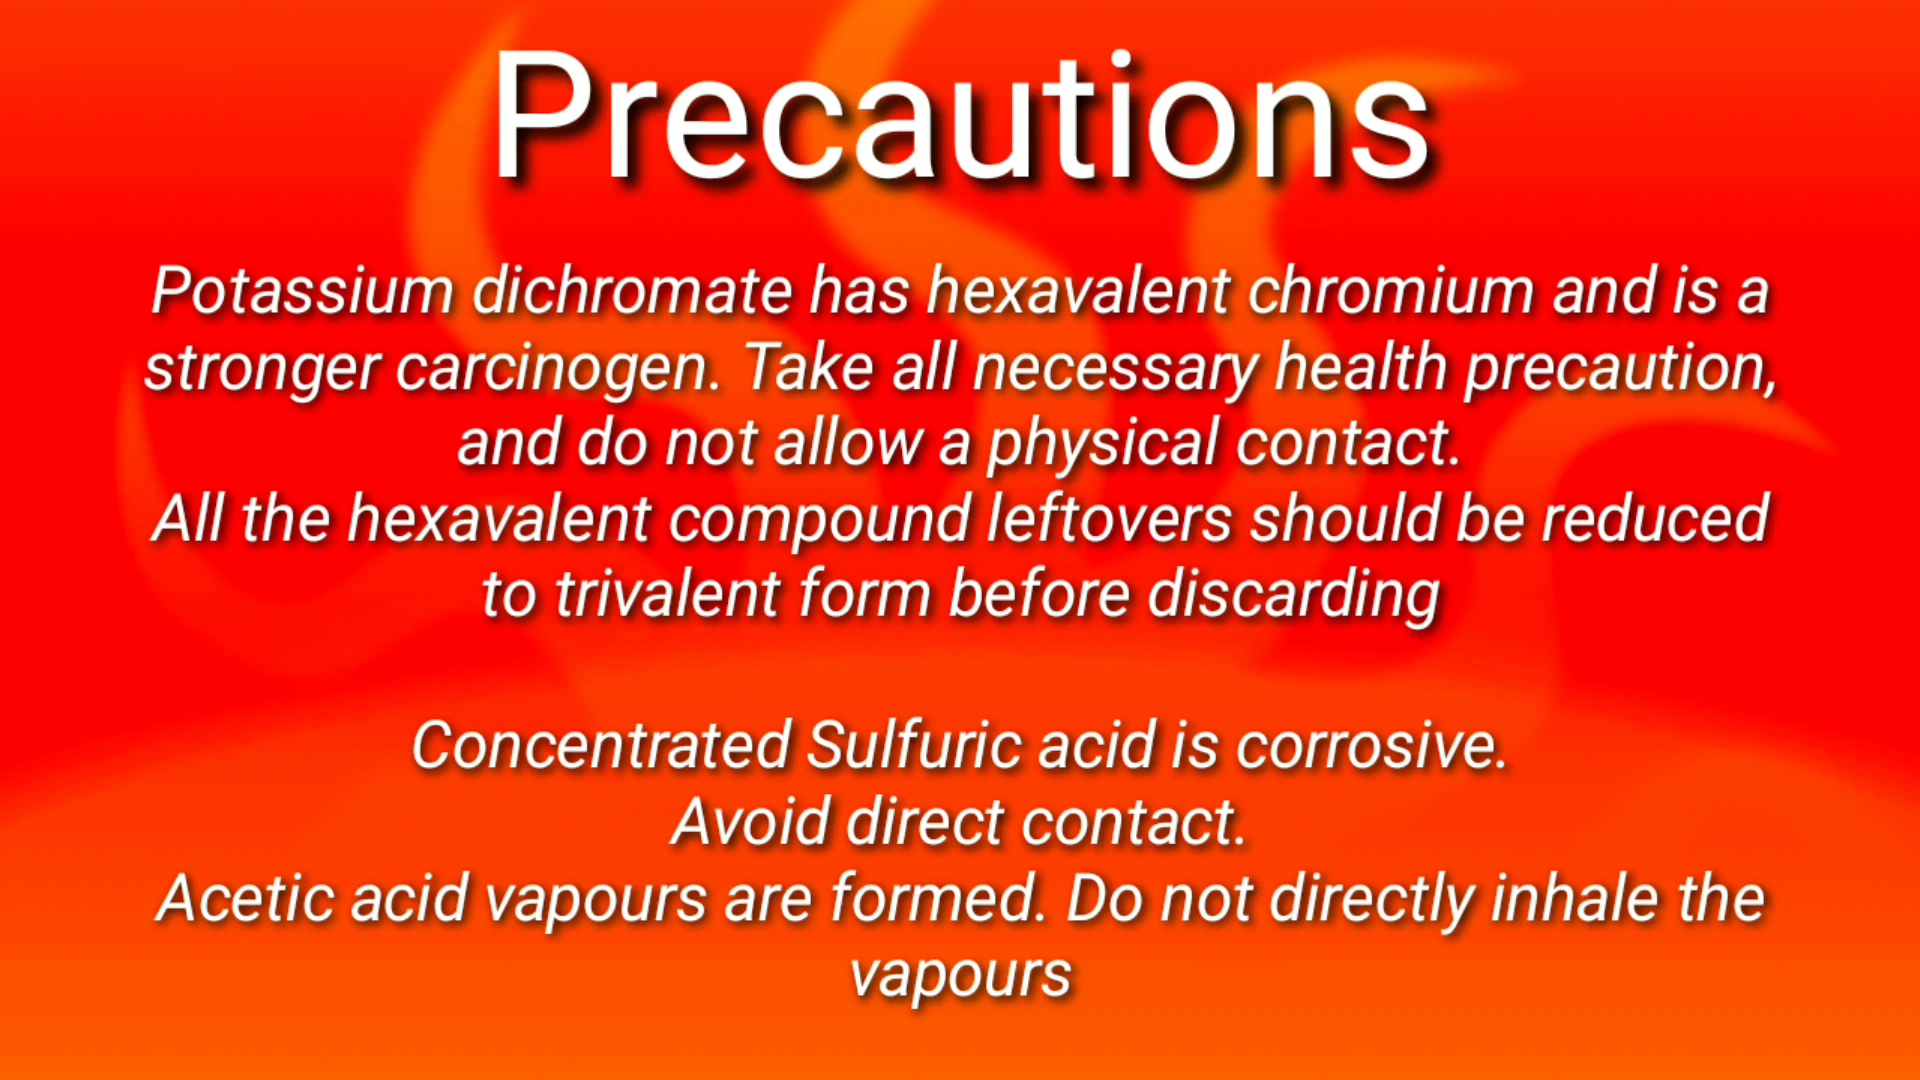 Precautions
Potassium dichromate has hexavalent chromium and is a
stronger carcinogen. Take all necessary health precaution,
and do not allow a physical contact.
All the hexavalent compound leftovers should be reduced
to trivalent form before discarding
Concentrated Sulfuric acid is corrosive.
Avoid direct contact.
Acetic acid vapours are formed. Do not directly inhale the
vapours